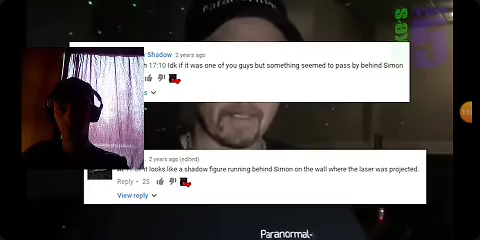 Shadow 2 years ago
17:10 Idk if it was one of you guys but something seemed to pass by behind Simon
2 years ago (edited)
it looks like a shadow figure running behind Simon on the wall where the laser was projected.
Reply • 25
View reply
Paranormal-